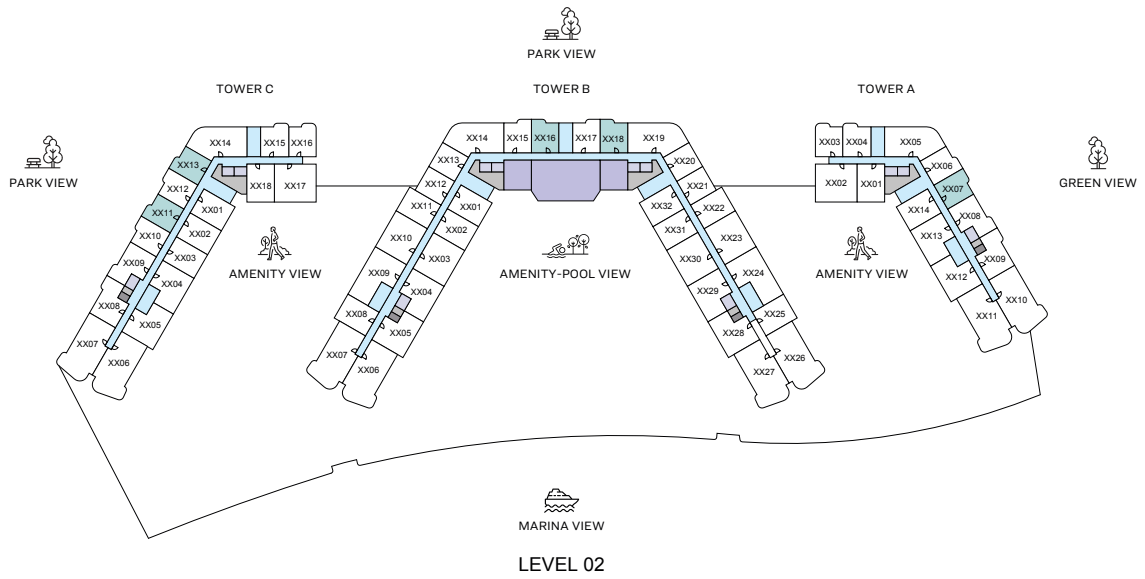 PARK VIEW
TOWER C
TOWER B
TOWER A
PARK VIEW
GREEN VIEW
XX14
XX15
XX16
XX13
XX12
XX11
XX10
XX09
XX08
XX07
XX06
XX05
XX04
XX03
XX02
XX01
XX18
XX17
AMENITY VIEW
XX14
XX15
XX16
XX17
XX18
XX19
XX13
XX12
XX11
XX10
XX09
XX08
XX07
XX06
XX05
XX04
XX03
XX02
XX01
XX20
XX21
XX22
XX23
XX24
XX25
XX26
XX27
XX28
XX29
XX30
XX31
XX32
AMENITY-POOL VIEW
XX03
XX04
XX05
XX02
XX01
XX06
XX07
XX08
XX09
XX10
XX11
XX12
XX13
XX14
AMENITY VIEW
MARINA VIEW
LEVEL 02